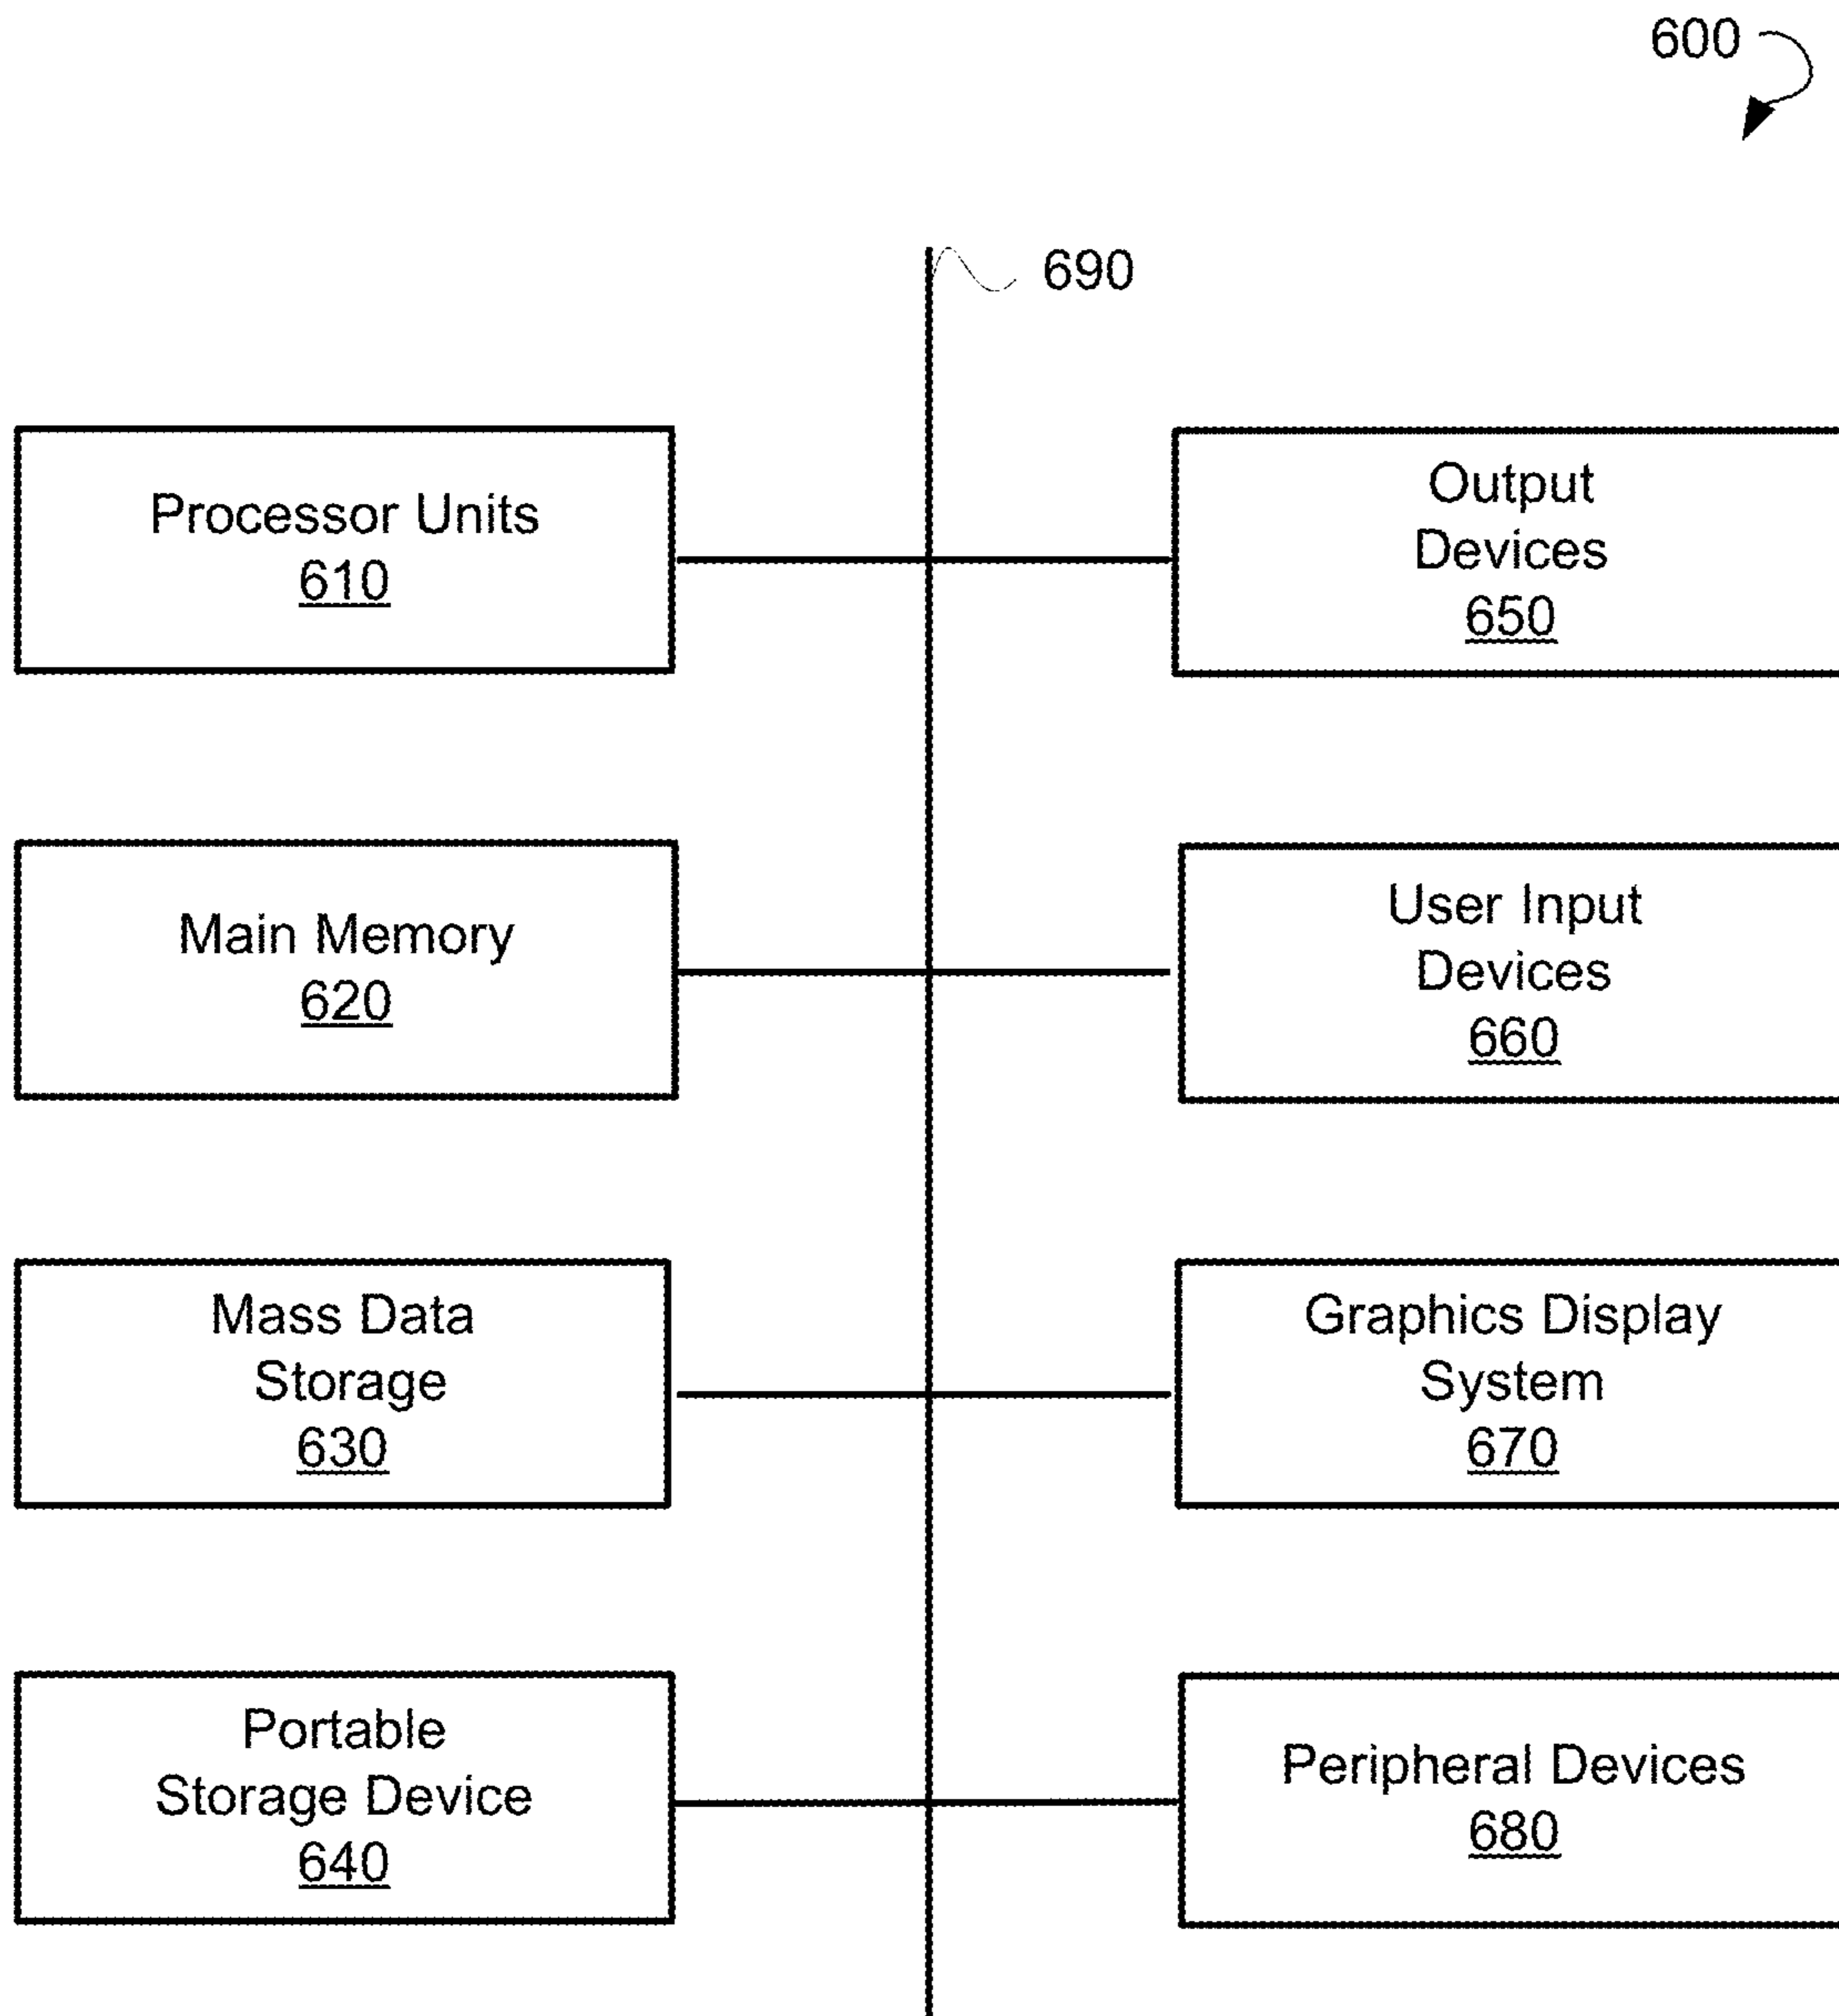 600
690
Processor Units
610
Output
Devices
650
Main Memory
620
User Input
Devices
660
Mass Data
Storage
630
Graphics Display
System
670
Portable
Storage Device
640
Peripheral Devices
680